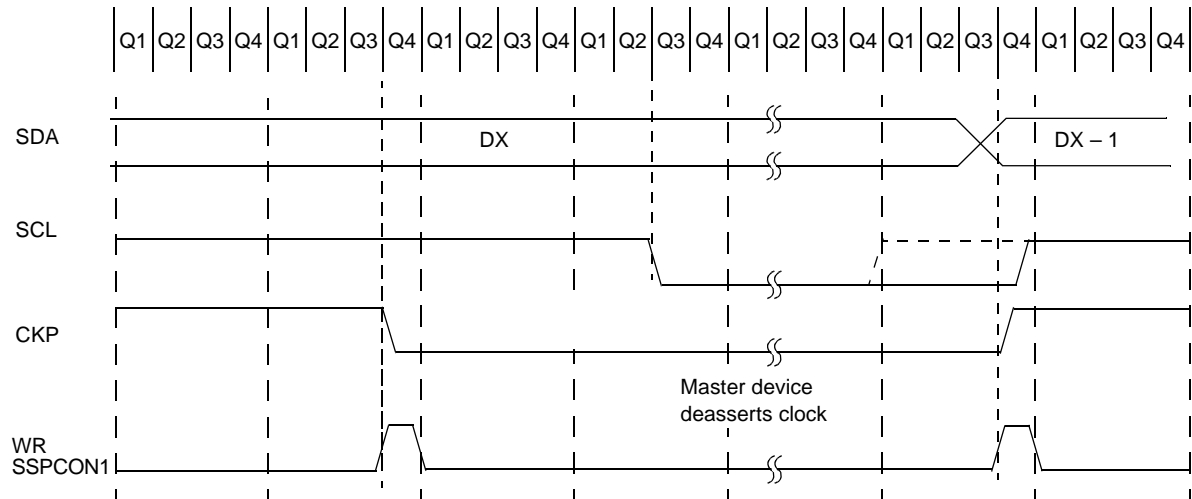 Q1 Q2 Q3 Q4 Q1 Q2 Q3 Q4 Q1 Q2 Q3 Q4 Q1 Q2 Q3 Q4 Q1 Q2 Q3 Q4 Q1 Q2 Q3 Q4 Q1 Q2 Q3 Q4
SDA
DX
DX – 1
SCL
CKP
Master device
deasserts clock
WR
SSPCON1